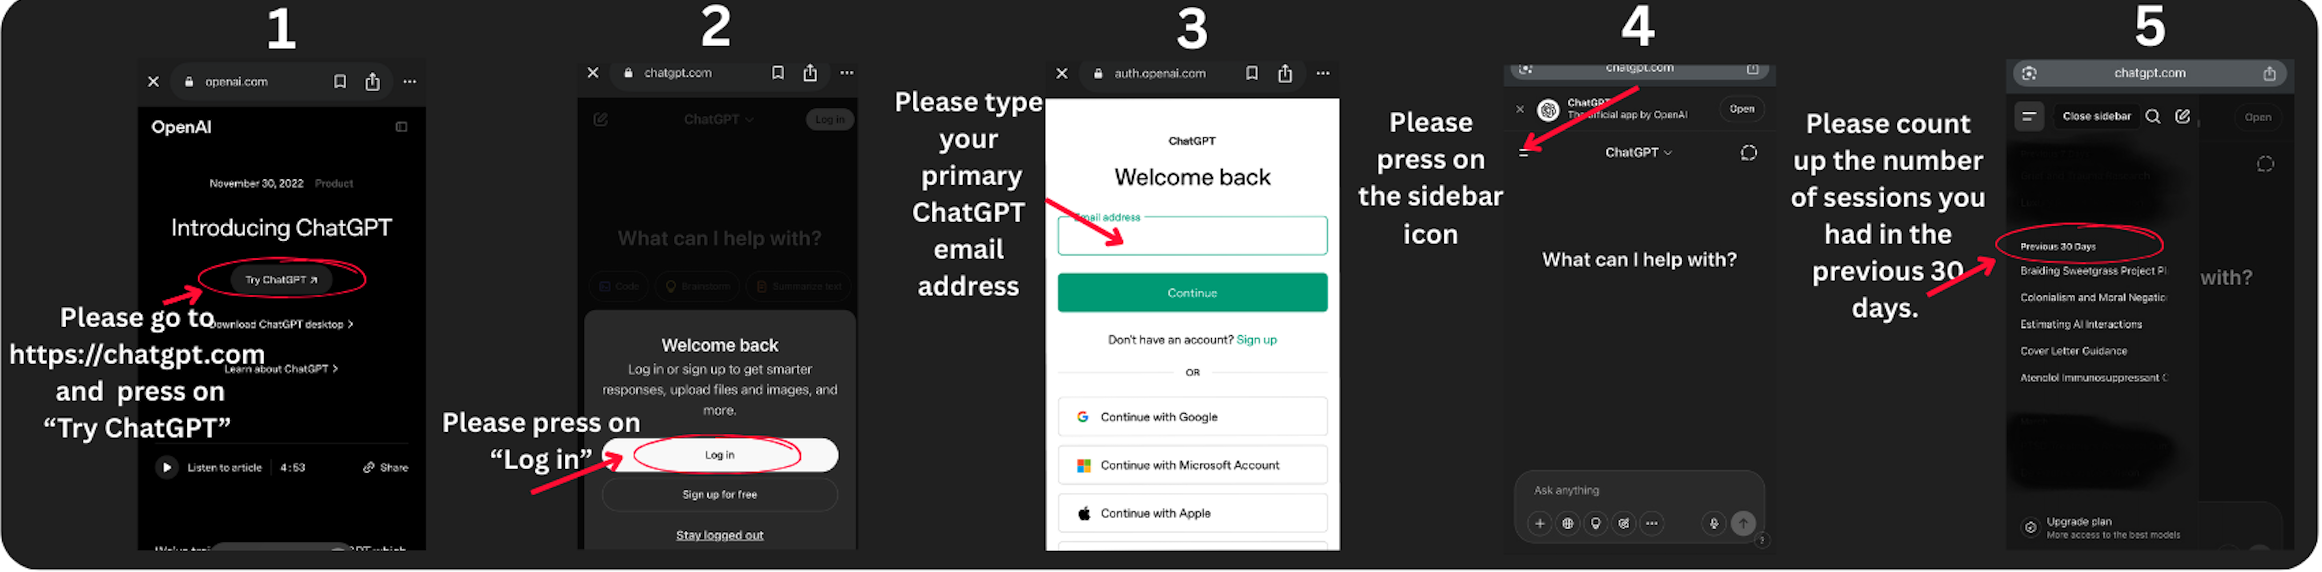 1
openai.com
OpenAI
November 30, 2022 Product
Introducing ChatGPT
Try ChatGPT ↗
Please go to
https://chatgpt.com
and press on
“Try ChatGPT”
Download ChatGPT desktop >
Learn about ChatGPT >
Listen to article 4:53 Share
2
chatgpt.com
ChatGPT
Log in
What can I help with?
Code
Brainstorm
Summarize text
Welcome back
Log in or sign up to get smarter
responses, upload files and images, and
more.
Please press on
“Log in”
Log in
Sign up for free
Stay logged out
3
auth.openai.com
Please type
your
primary
ChatGPT
email
address
ChatGPT
Welcome back
Email address
Continue
Don't have an account? Sign up
OR
Continue with Google
Continue with Microsoft Account
Continue with Apple
4
chatgpt.com
Please
press on
the sidebar
icon
ChatGPT
The official app by OpenAI
Open
ChatGPT
What can I help with?
Ask anything
?
5
chatgpt.com
Please count
up the number
of sessions you
had in the
previous 30
days.
Close sidebar
Open
Previous 30 Days
Braiding Sweetgrass Project Pl
Colonialism and Moral Negatio
Estimating AI Interactions
Cover Letter Guidance
Atenolol Immunosuppressant C
with?
Upgrade plan
More access to the best models